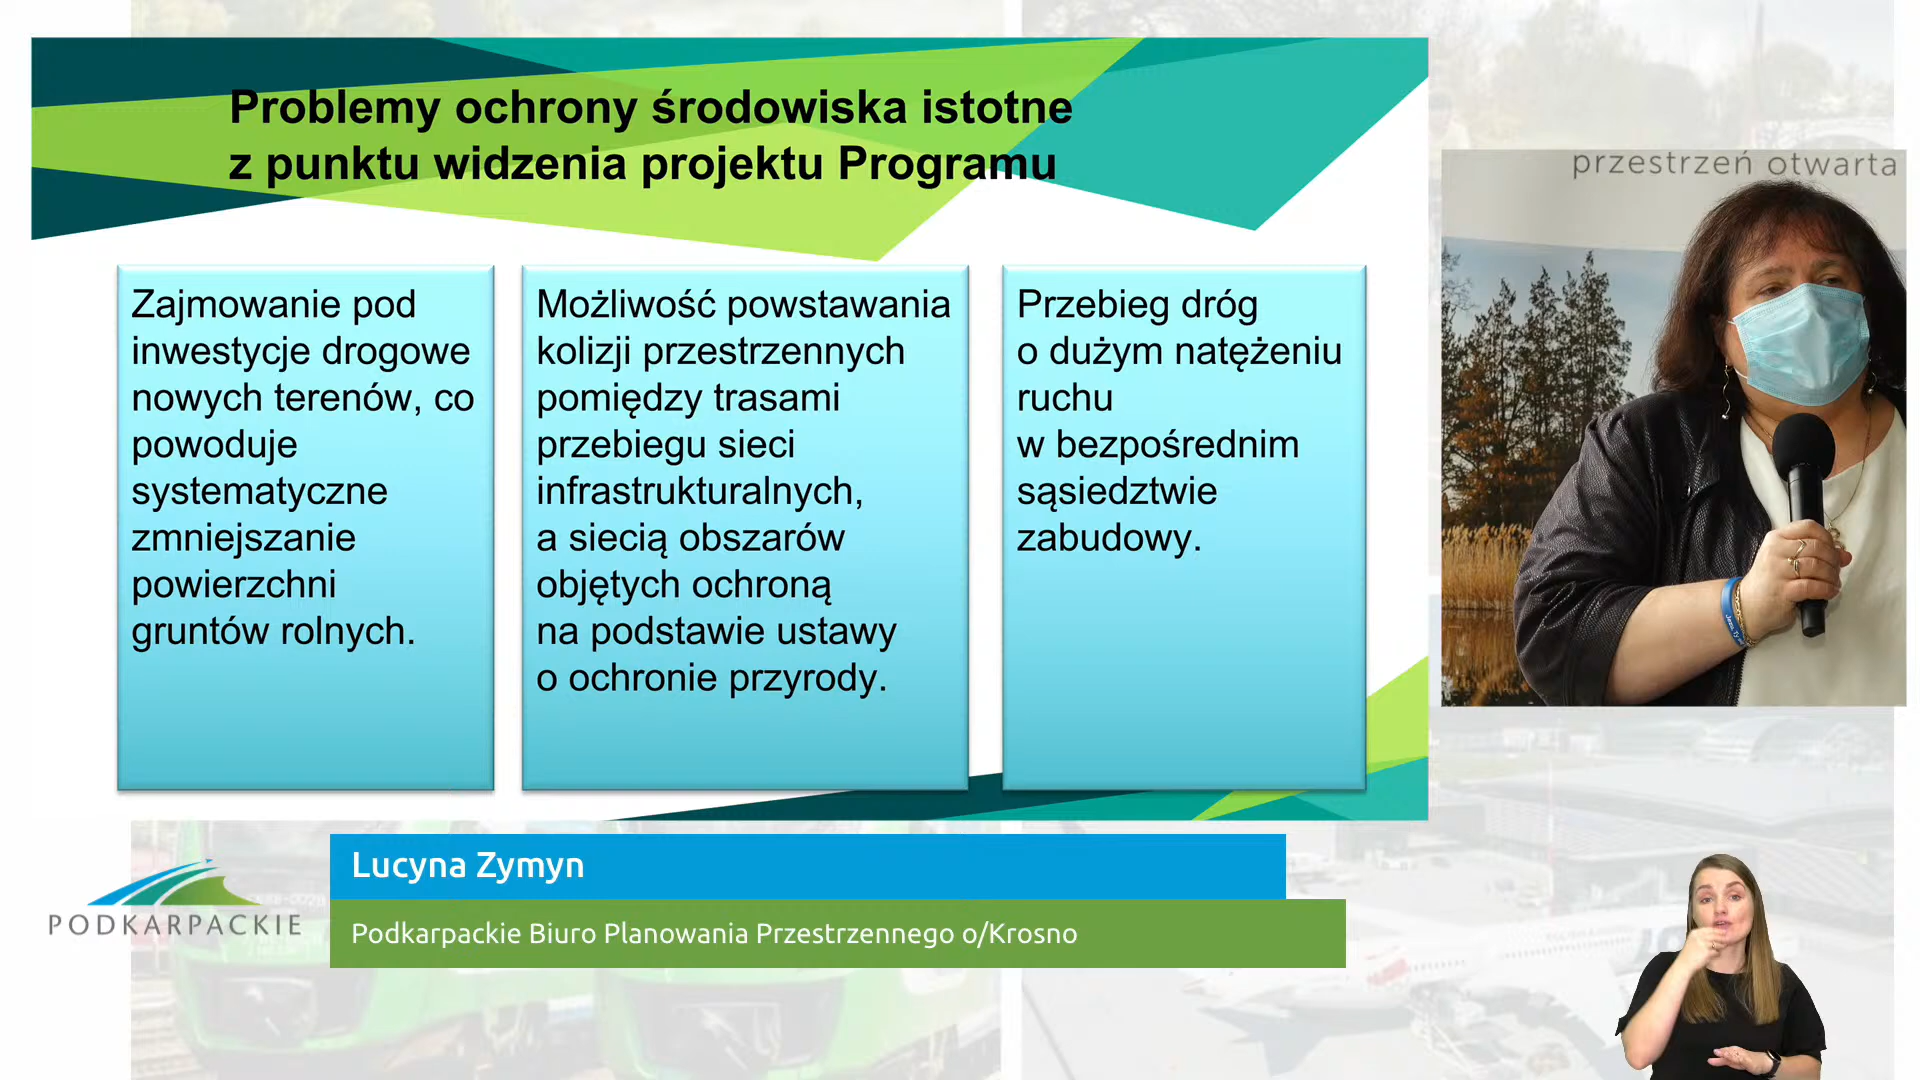 Problemy ochrony środowiska istotne
z punktu widzenia projektu Programu
Zajmowanie pod
inwestycje drogowe
nowych terenów, co
powoduje
systematyczne
zmniejszanie
powierzchni
gruntów rolnych.
Możliwość powstawania
kolizji przestrzennych
pomiędzy trasami
przebiegu sieci
infrastrukturalnych,
a siecią obszarów
objętych ochroną
na podstawie ustawy
o ochronie przyrody.
Przebieg dróg
o dużym natężeniu
ruchu
w bezpośrednim
sąsiedztwie
zabudowy.
przestrzeń otwarta
Lucyna Zymyn
Podkarpackie Biuro Planowania Przestrzennego o/Krosno
PODKARPACKIE